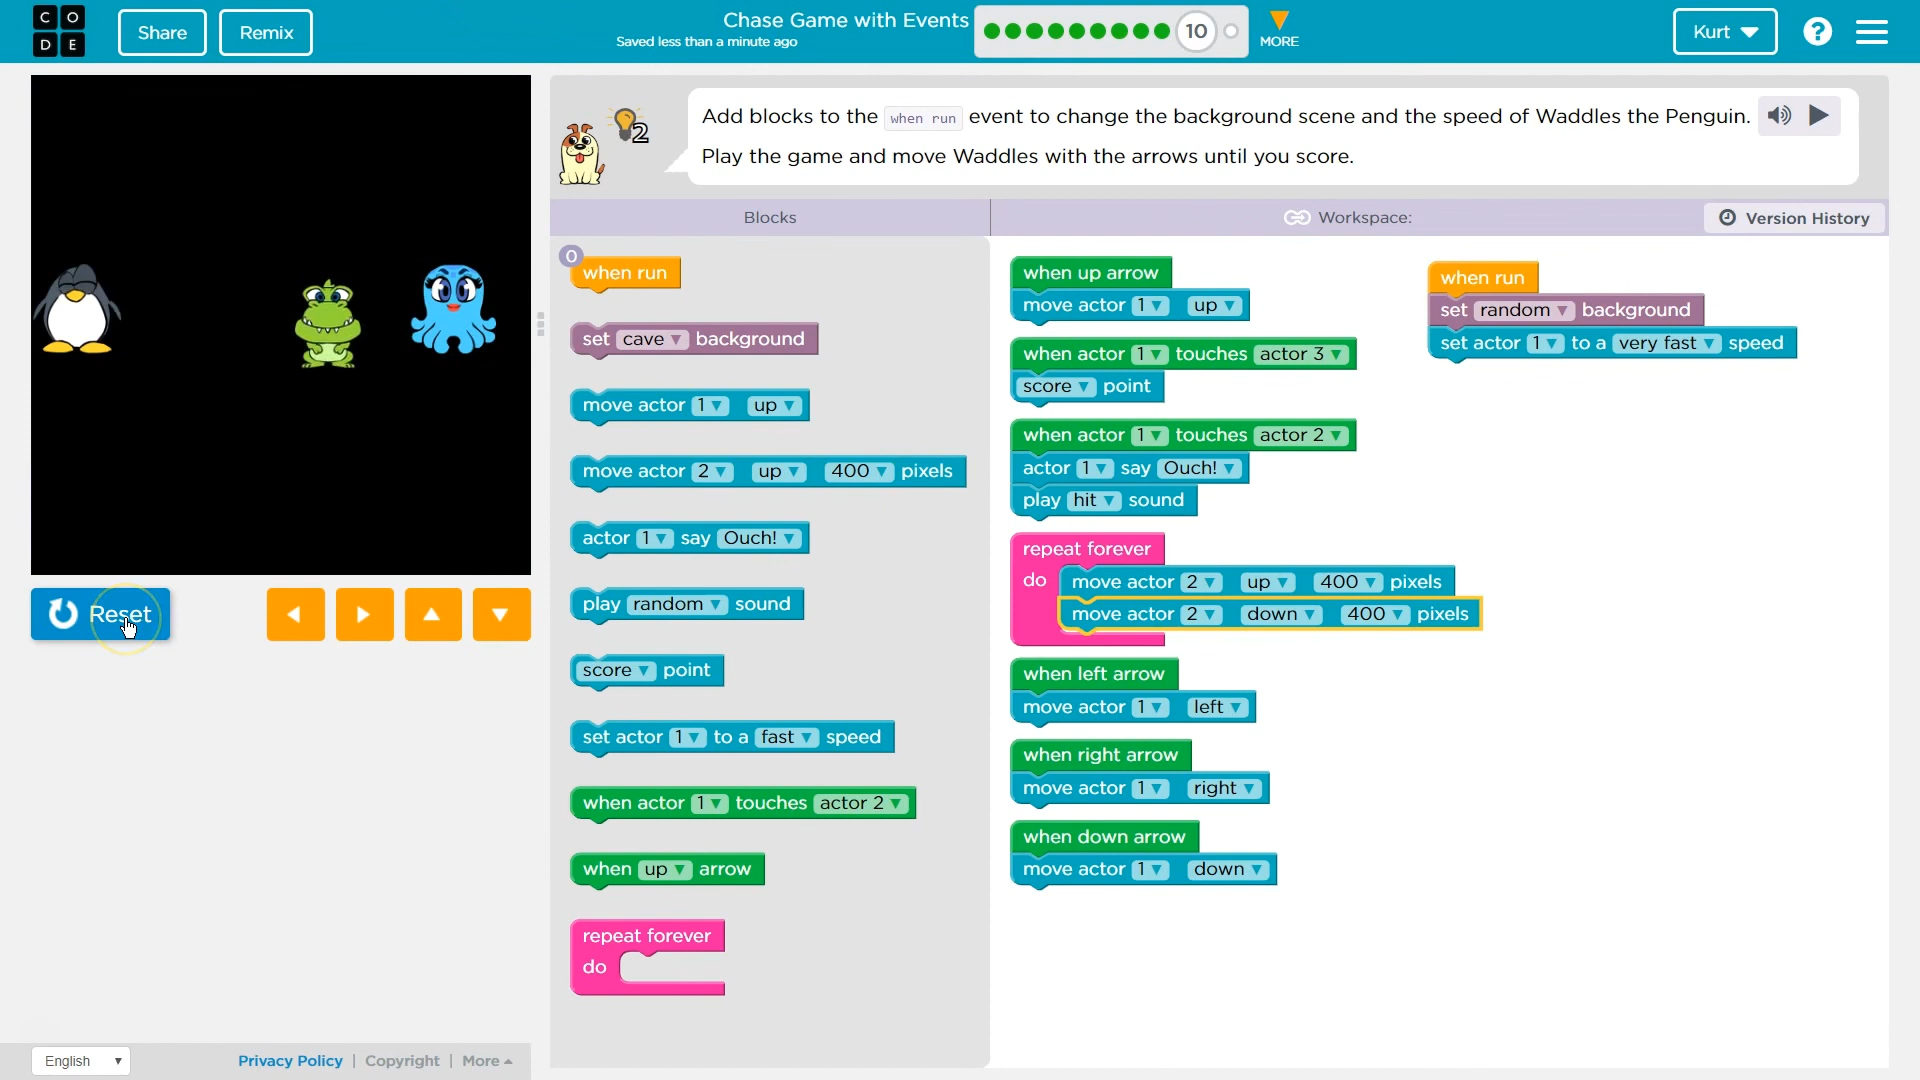 C O
D E
Share
Remix
Chase Game with Events
Saved less than a minute ago
10
MORE
Kurt
?
2
Add blocks to the when run event to change the background scene and the speed of Waddles the Penguin.
Play the game and move Waddles with the arrows until you score.
Blocks
Workspace:
Version History
0
when run
set cave ▼ background
move actor 1 ▼ up ▼
move actor 2 ▼ up ▼ 400 ▼ pixels
actor 1 ▼ say Ouch! ▼
play random ▼ sound
score ▼ point
set actor 1 ▼ to a fast ▼ speed
when actor 1 ▼ touches actor 2 ▼
when up ▼ arrow
repeat forever
do
when up arrow
move actor 1 ▼ up ▼
when actor 1 ▼ touches actor 3 ▼
score ▼ point
when actor 1 ▼ touches actor 2 ▼
actor 1 ▼ say Ouch! ▼
play hit ▼ sound
repeat forever
do move actor 2 ▼ up ▼ 400 ▼ pixels
move actor 2 ▼ down ▼ 400 ▼ pixels
when left arrow
move actor 1 ▼ left ▼
when right arrow
move actor 1 ▼ right ▼
when down arrow
move actor 1 ▼ down ▼
when run
set random ▼ background
set actor 1 ▼ to a very fast ▼ speed
Reset
English ▼
Privacy Policy | Copyright | More